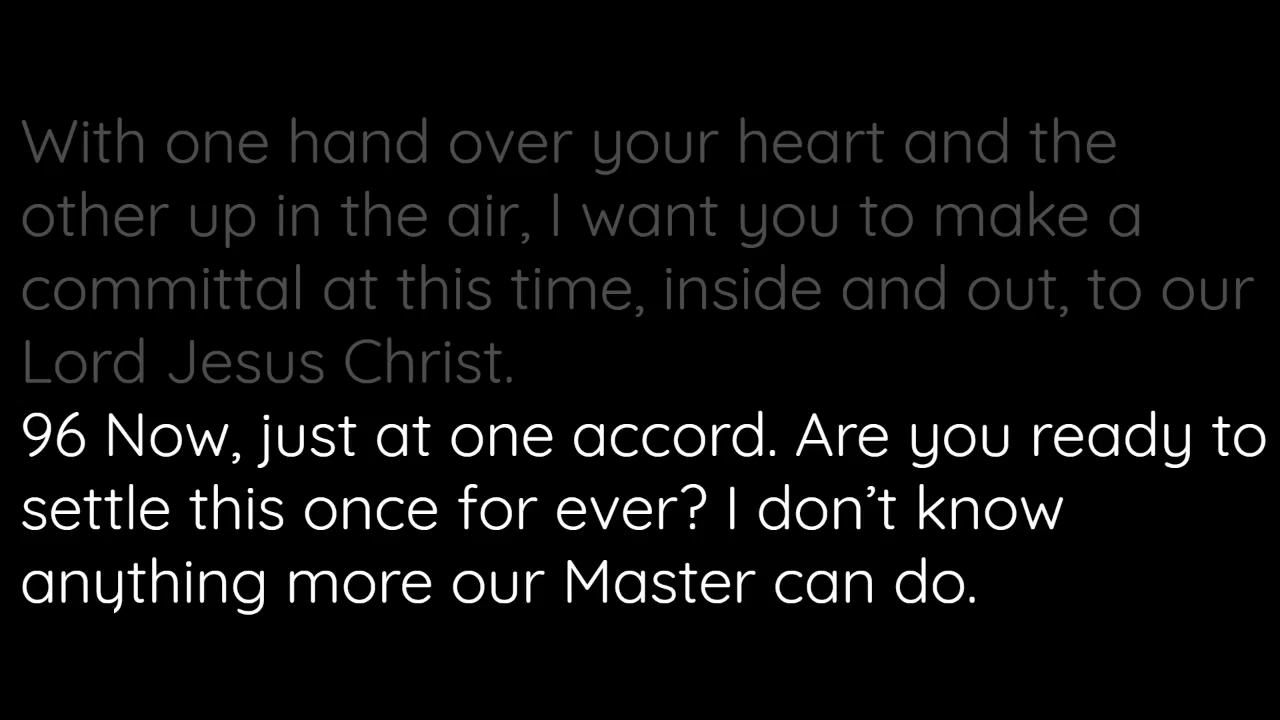 With one hand over your heart and the
other up in the air, I want you to make a
committal at this time, inside and out, to our
Lord Jesus Christ.
96 Now, just at one accord. Are you ready to
settle this once for ever? I don’t know
anything more our Master can do.